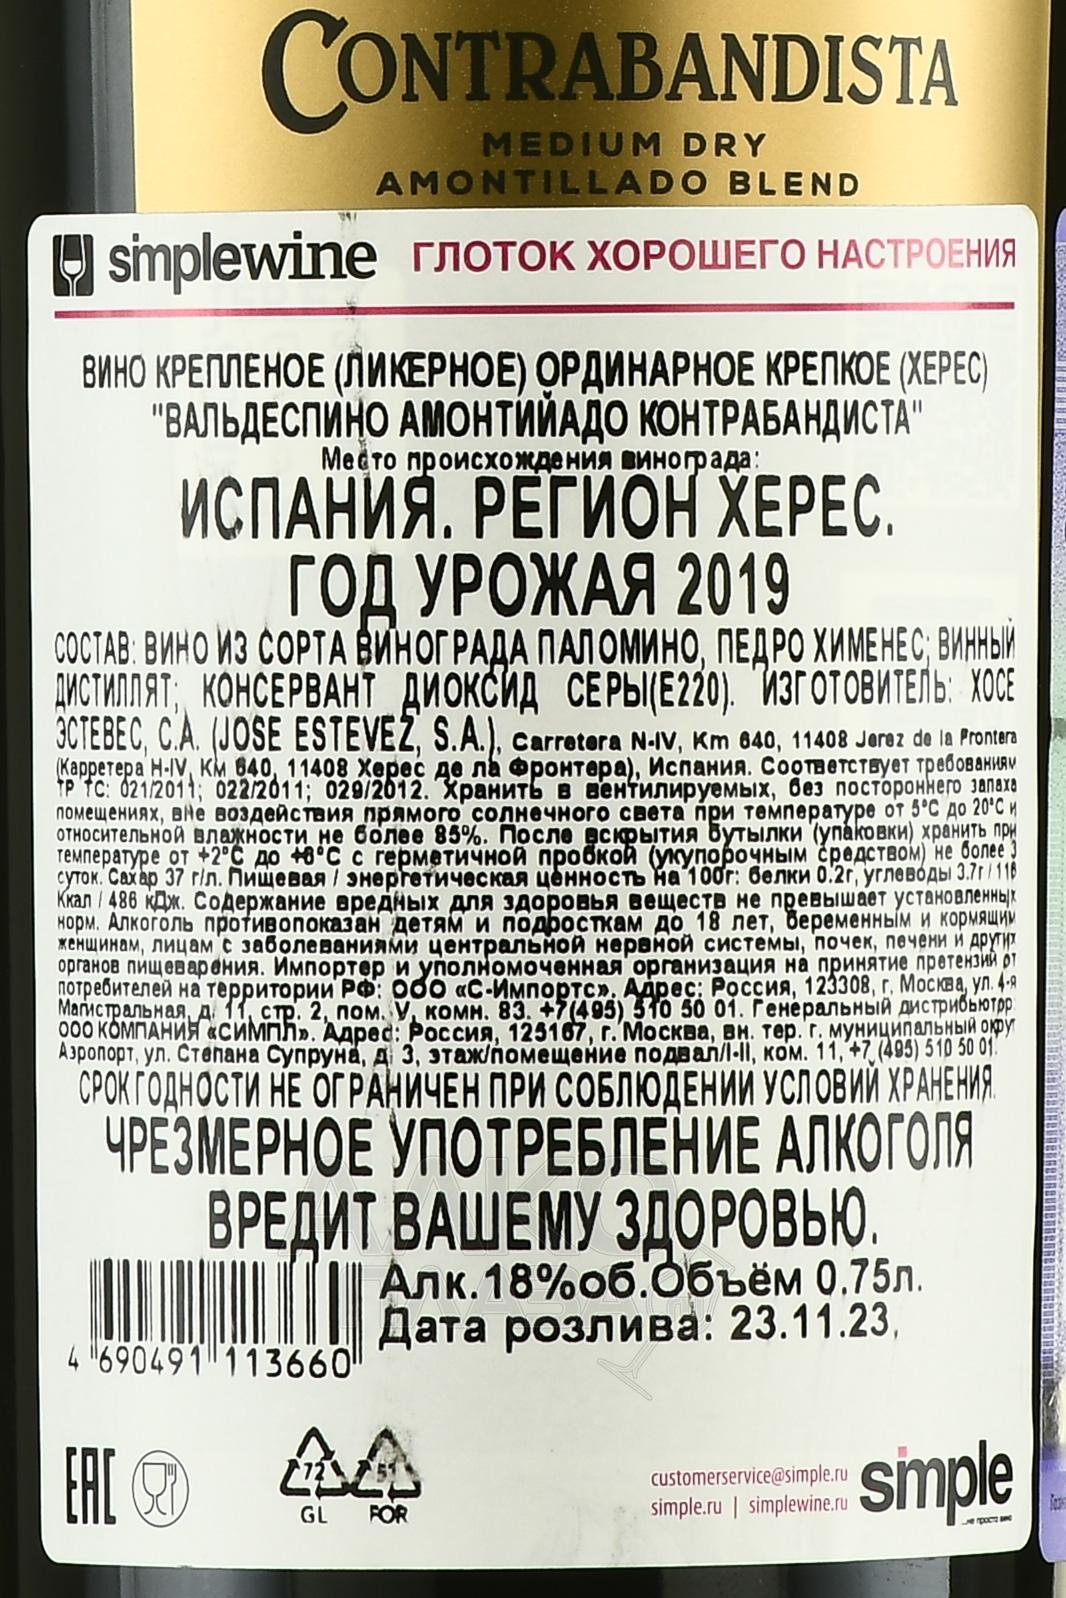 CONTRABANDISTA
MEDIUM DRY
AMONTILLADO BLEND
simplewine ГЛОТОК ХОРОШЕГО НАСТРОЕНИЯ
ВИНО КРЕПЛЕНОЕ (ЛИКЕРНОЕ) ОРДИНАРНОЕ КРЕПКОЕ (ХЕРЕС)
"ВАЛЬДЕСПИНО АМОНТИЙАДО КОНТРАБАНДИСТА"
Место происхождения винограда:
ИСПАНИЯ. РЕГИОН ХЕРЕС.
ГОД УРОЖАЯ 2019
СОСТАВ: ВИНО ИЗ СОРТА ВИНОГРАДА ПАЛОМИНО, ПЕДРО ХИМЕНЕС; ВИННЫЙ
ДИСТИЛЛЯТ; КОНСЕРВАНТ ДИОКСИД СЕРЫ(Е220). ИЗГОТОВИТЕЛЬ: ХОСЕ
ЭСТЕВЕС, С.А. (JOSE ESTEVEZ, S.A.), Carretera N-IV, Km 640, 11408 Jerez de la Frontera
(Карретера Н-IV, КМ 640, 11408 Херес де ла Фронтера), Испания. Соответствует требованиям
ТР ТС: 021/2011; 022/2011; 029/2012. Хранить в вентилируемых, без постороннего запаха
помещениях, вне воздействия прямого солнечного света при температуре от 5°С до 20°С и
относительной влажности не более 85%. После вскрытия бутылки (упаковки) хранить при
температуре от +2°С до +6°С с герметичной пробкой (укупорочным средством) не более 3
суток. Сахар 37 г/л. Пищевая / энергетическая ценность на 100г: белки 0.2г, углеводы 3.7г / 116
Ккал / 486 кДж. Содержание вредных для здоровья веществ не превышает установленных
норм. Алкоголь противопоказан детям и подросткам до 18 лет, беременным и кормящим
женщинам, лицам с заболеваниями центральной нервной системы, почек, печени и других
органов пищеварения. Импортер и уполномоченная организация на принятие претензий от
потребителей на территории РФ: ООО «С-Импортс». Адрес: Россия, 123308, г. Москва, ул. 4-я
Магистральная, д. 11, стр. 2, пом. V, комн. 83. +7(495) 510 50 01. Генеральный дистрибьютор:
ООО КОМПАНИЯ «СИМПЛ». Адрес: Россия, 125167, г. Москва, вн. тер. г. муниципальный округ
Аэропорт, ул. Степана Супруна, д. 3, этаж/помещение подвал/I-II, ком. 11, +7 (495) 510 50 01.
СРОК ГОДНОСТИ НЕ ОГРАНИЧЕН ПРИ СОБЛЮДЕНИИ УСЛОВИЙ ХРАНЕНИЯ.
ЧРЕЗМЕРНОЕ УПОТРЕБЛЕНИЕ АЛКОГОЛЯ
ВРЕДИТ ВАШЕМУ ЗДОРОВЬЮ.
Алк.18%об.Объём 0.75л.
Дата розлива: 23.11.23.
4 690491 113660
EAC
72 51
GL FOR
customerservice@simple.ru
simple.ru | simplewine.ru
simple
...не просто вино